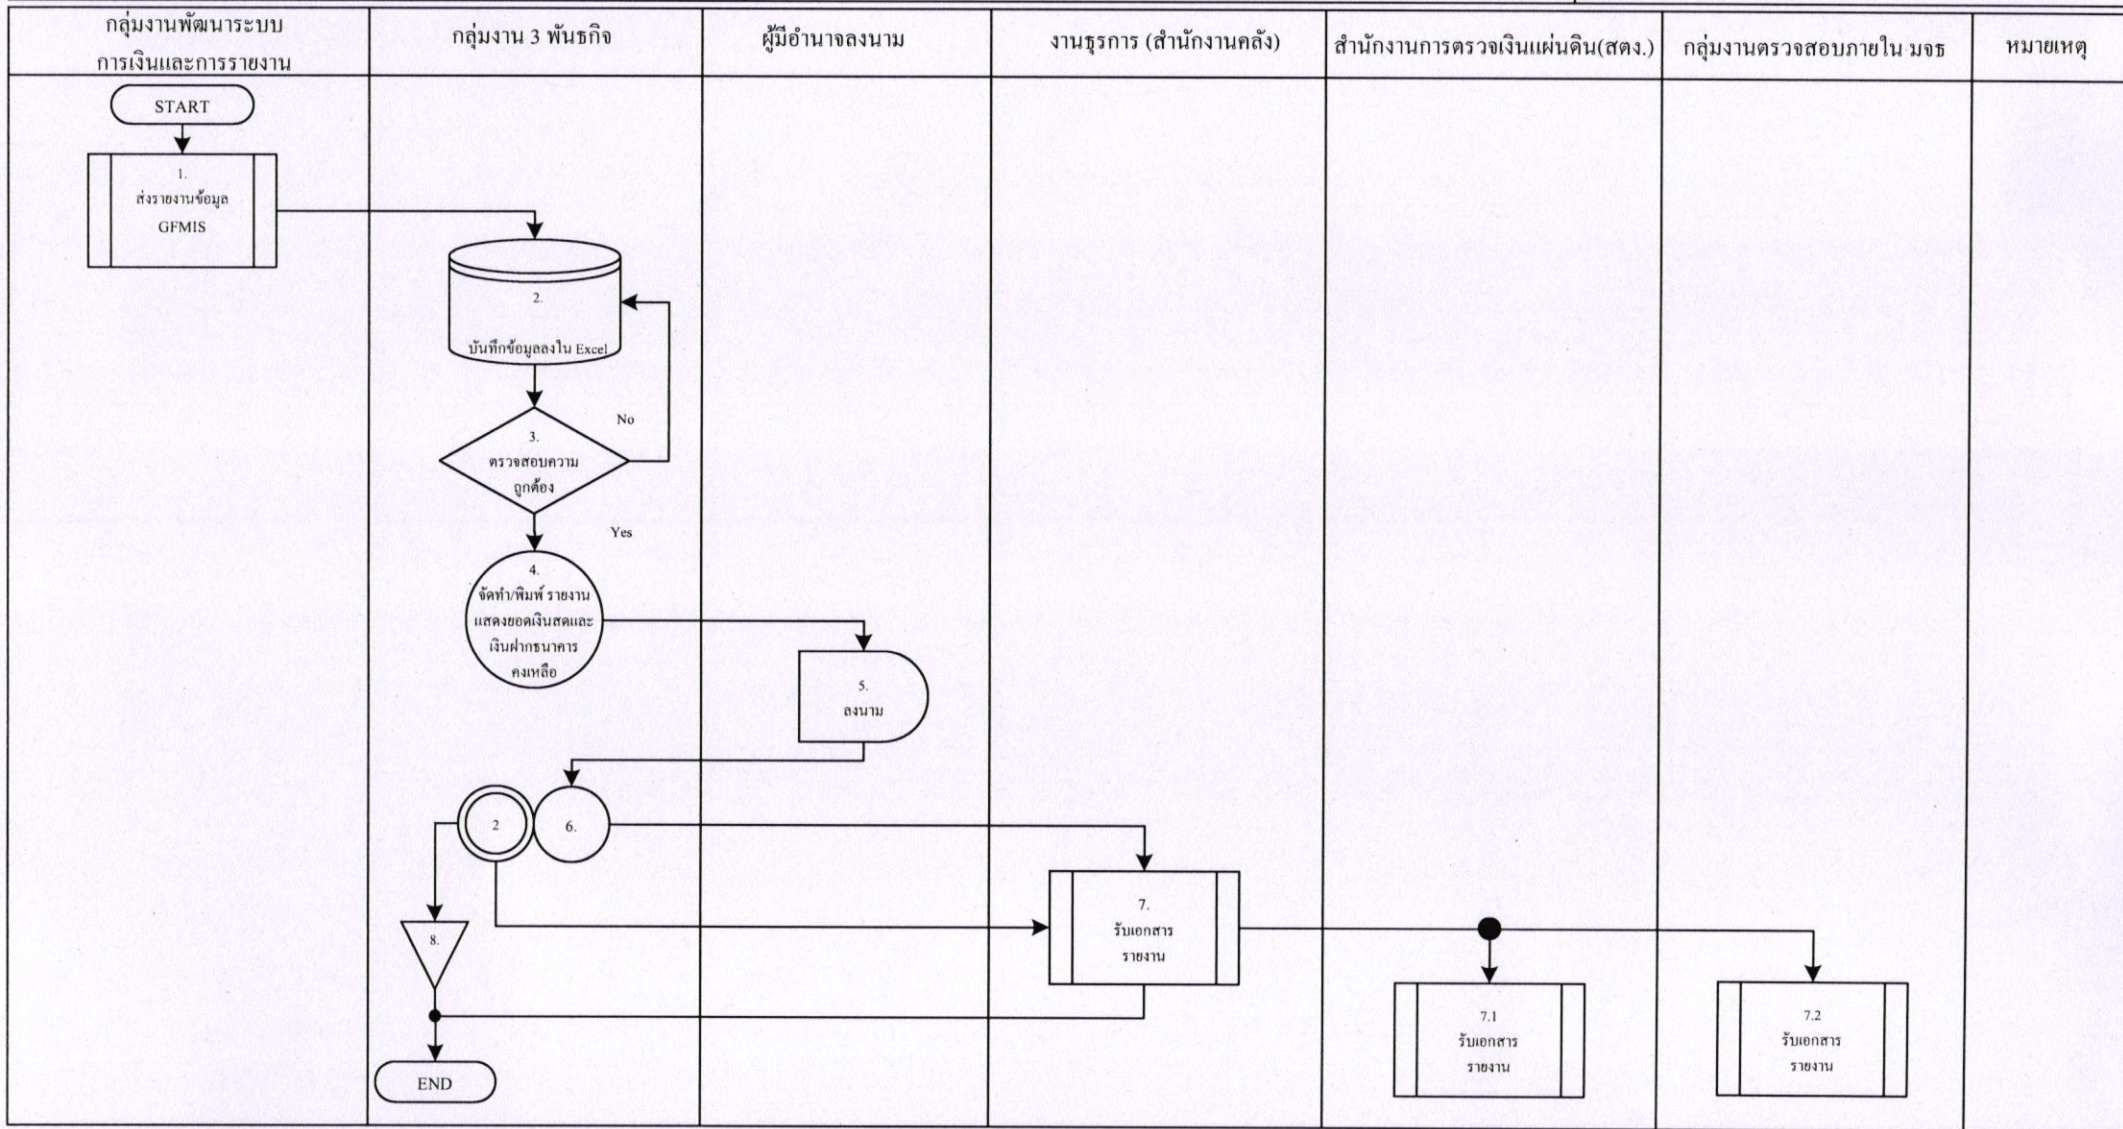 กลุ่มงานพัฒนาระบบ
การเงินและการรายงาน
กลุ่มงาน 3 พันธกิจ
ผู้มีอำนาจลงนาม
งานธุรการ (สำนักงานคลัง)
สำนักงานการตรวจเงินแผ่นดิน(สตง.)
กลุ่มงานตรวจสอบภายใน มจธ
หมายเหตุ
START
1.
ส่งรายงานข้อมูล
GFMIS
2.
บันทึกข้อมูลลงใน Excel
No
3.
ตรวจสอบความ
ถูกต้อง
Yes
4.
จัดทำ/พิมพ์ รายงาน
แสดงยอดเงินสดและ
เงินฝากธนาคาร
คงเหลือ
5.
ลงนาม
2
6.
7.
รับเอกสาร
รายงาน
8.
7.1
รับเอกสาร
รายงาน
7.2
รับเอกสาร
รายงาน
END